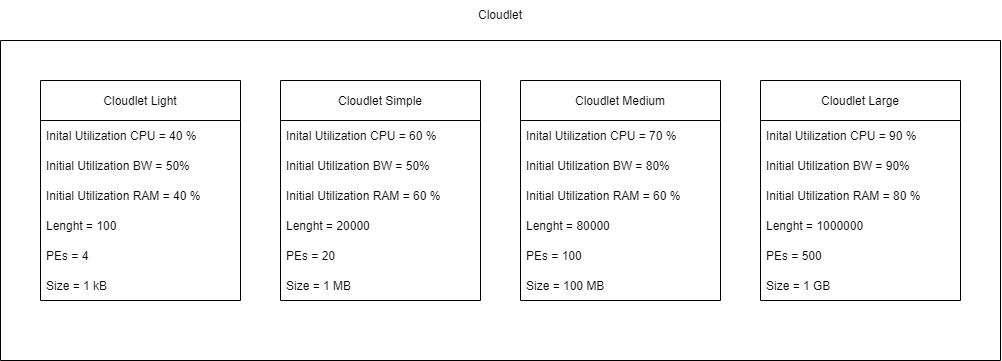 Cloudlet
Cloudlet Light
Inital Utilization CPU = 40 %
Initial Utilization BW = 50%
Initial Utilization RAM = 40 %
Lenght = 100
PEs = 4
Size = 1 kB
Cloudlet Simple
Inital Utilization CPU = 60 %
Initial Utilization BW = 50%
Initial Utilization RAM = 60 %
Lenght = 20000
PEs = 20
Size = 1 MB
Cloudlet Medium
Inital Utilization CPU = 70 %
Initial Utilization BW = 80%
Initial Utilization RAM = 60 %
Lenght = 80000
PEs = 100
Size = 100 MB
Cloudlet Large
Inital Utilization CPU = 90 %
Initial Utilization BW = 90%
Initial Utilization RAM = 80 %
Lenght = 1000000
PEs = 500
Size = 1 GB